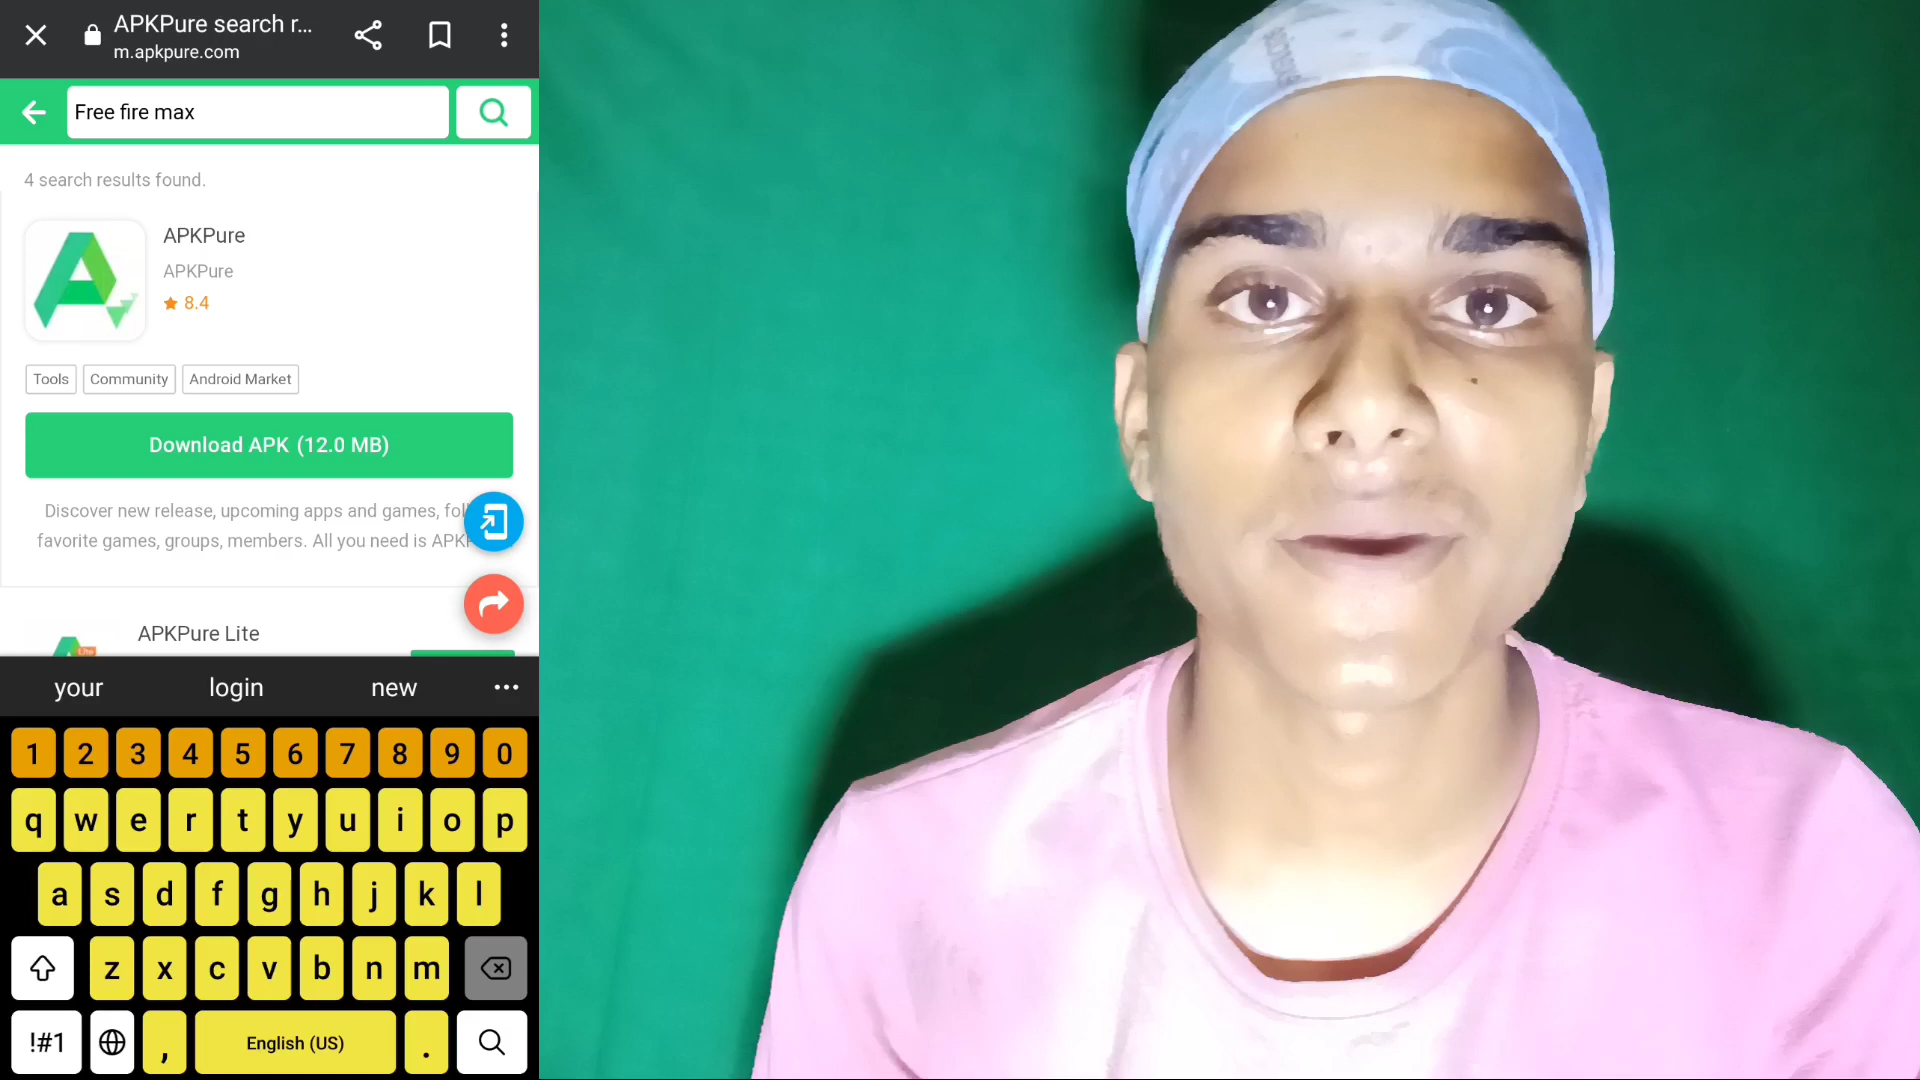 APKPure search r...
m.apkpure.com
Free fire max
4 search results found.
APKPure
APKPure
8.4
Tools Community Android Market
Download APK (12.0 MB)
Discover new release, upcoming apps and games, fol
favorite games, groups, members. All you need is APK
APKPure Lite
your login new
1 2 3 4 5 6 7 8 9 0
q w e r t y u i o p
a s d f g h j k l
z x c v b n m
!#1 , English (US) .